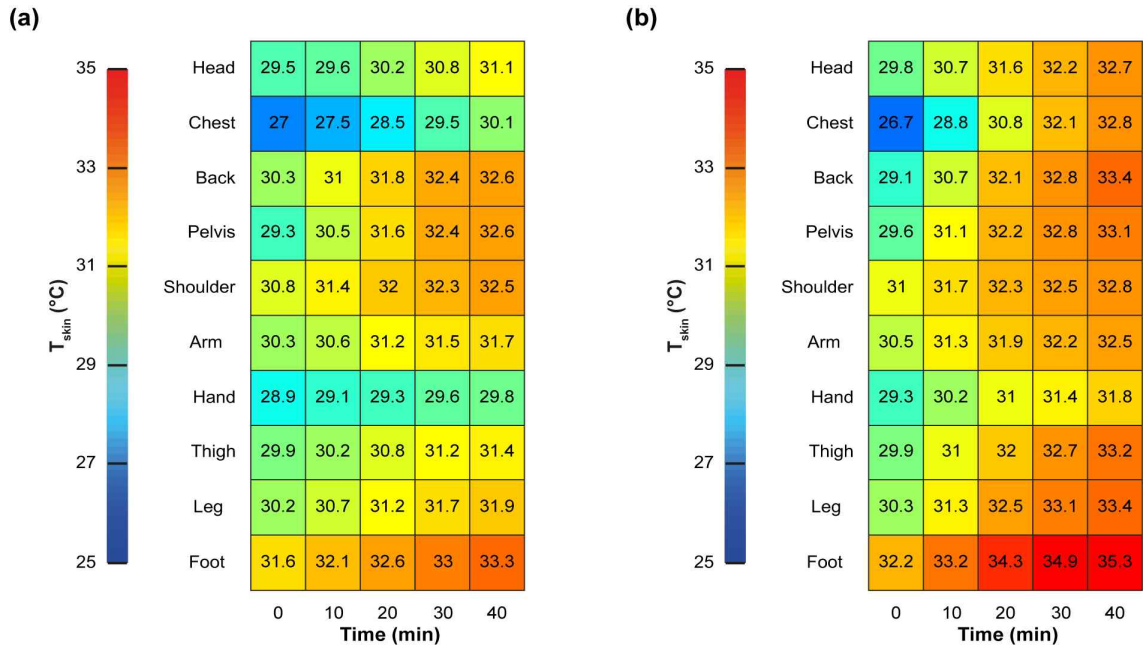 (a)
T_skin (°C)
35
33
31
29
27
25
Head 29.5 29.6 30.2 30.8 31.1
Chest 27 27.5 28.5 29.5 30.1
Back 30.3 31 31.8 32.4 32.6
Pelvis 29.3 30.5 31.6 32.4 32.6
Shoulder 30.8 31.4 32 32.3 32.5
Arm 30.3 30.6 31.2 31.5 31.7
Hand 28.9 29.1 29.3 29.6 29.8
Thigh 29.9 30.2 30.8 31.2 31.4
Leg 30.2 30.7 31.2 31.7 31.9
Foot 31.6 32.1 32.6 33 33.3
0 10 20 30 40
Time (min)
(b)
T_skin (°C)
35
33
31
29
27
25
Head 29.8 30.7 31.6 32.2 32.7
Chest 26.7 28.8 30.8 32.1 32.8
Back 29.1 30.7 32.1 32.8 33.4
Pelvis 29.6 31.1 32.2 32.8 33.1
Shoulder 31 31.7 32.3 32.5 32.8
Arm 30.5 31.3 31.9 32.2 32.5
Hand 29.3 30.2 31 31.4 31.8
Thigh 29.9 31 32 32.7 33.2
Leg 30.3 31.3 32.5 33.1 33.4
Foot 32.2 33.2 34.3 34.9 35.3
0 10 20 30 40
Time (min)